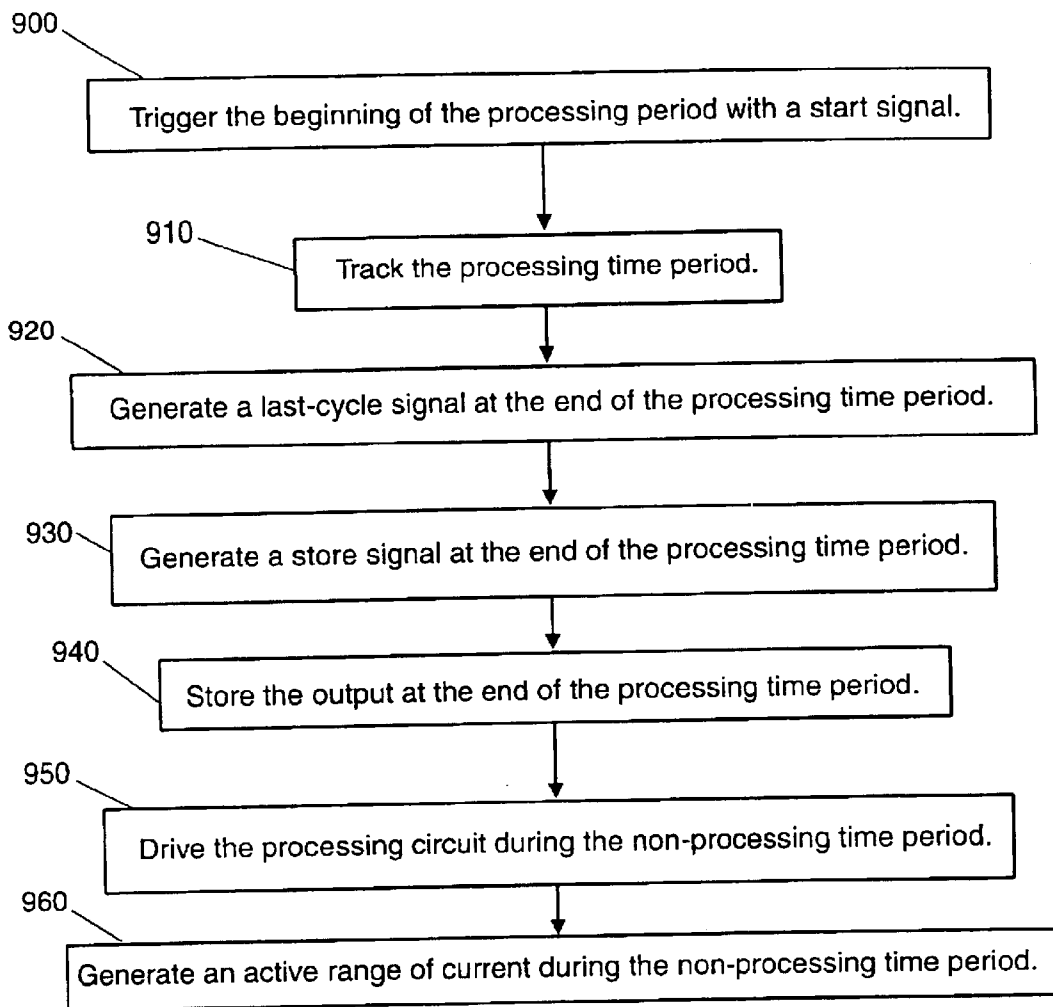 900
Trigger the beginning of the processing period with a start signal.
910
Track the processing time period.
920
Generate a last-cycle signal at the end of the processing time period.
930
Generate a store signal at the end of the processing time period.
940
Store the output at the end of the processing time period.
950
Drive the processing circuit during the non-processing time period.
960
Generate an active range of current during the non-processing time period.